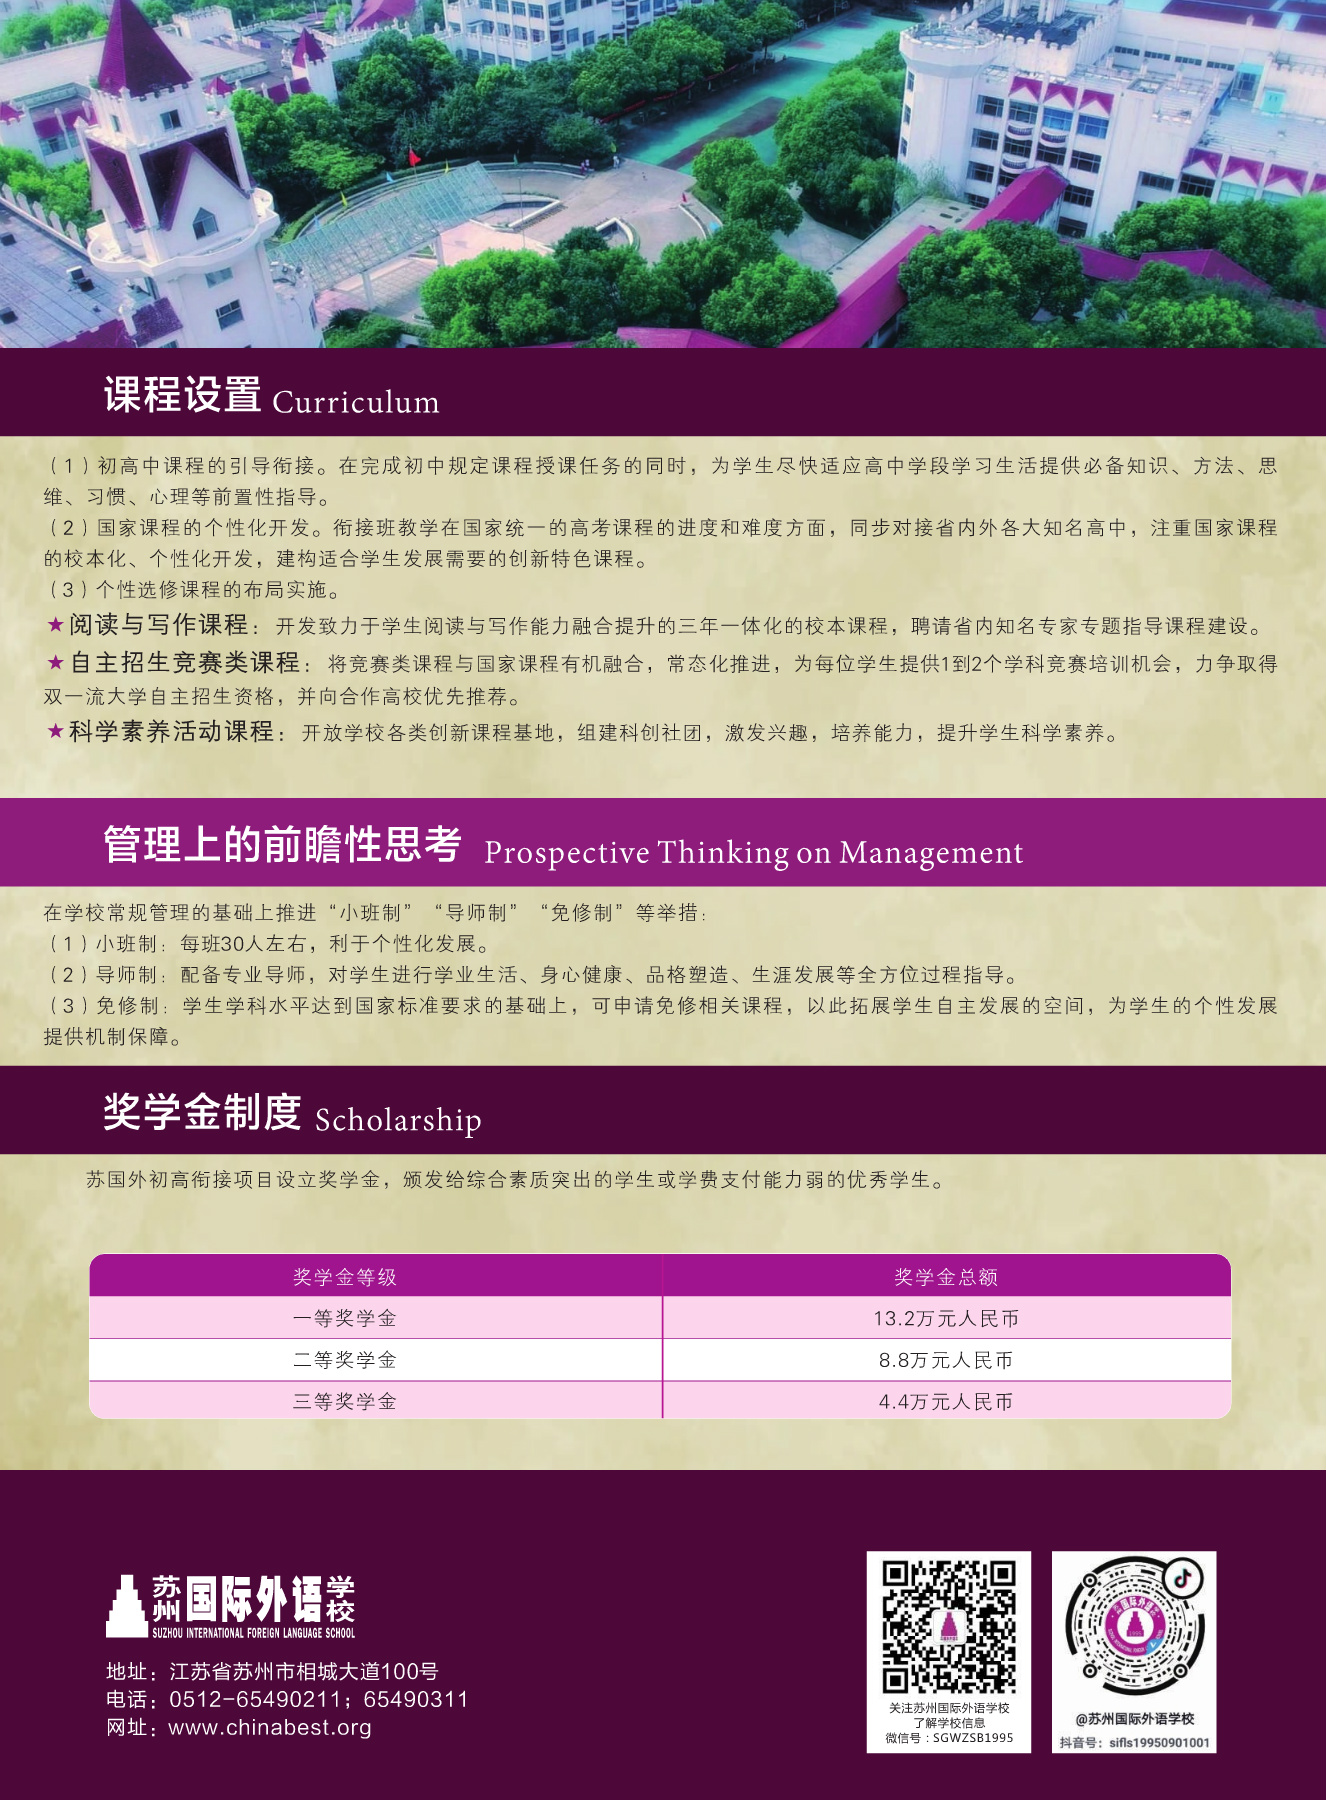 课程设置 Curriculum
（1）初高中课程的引导衔接。在完成初中规定课程授课任务的同时，为学生尽快适应高中学段学习生活提供必备知识、方法、思
维、习惯、心理等前置性指导。
（2）国家课程的个性化开发。衔接班教学在国家统一的高考课程的进度和难度方面，同步对接省内外各大知名高中，注重国家课程
的校本化、个性化开发，建构适合学生发展需要的创新特色课程。
（3）个性选修课程的布局实施。
★阅读与写作课程：开发致力于学生阅读与写作能力融合提升的三年一体化的校本课程，聘请省内知名专家专题指导课程建设。
★自主招生竞赛类课程：将竞赛类课程与国家课程有机融合，常态化推进，为每位学生提供1到2个学科竞赛培训机会，力争取得
双一流大学自主招生资格，并向合作高校优先推荐。
★科学素养活动课程：开放学校各类创新课程基地，组建科创社团，激发兴趣，培养能力，提升学生科学素养。
管理上的前瞻性思考 Prospective Thinking on Management
在学校常规管理的基础上推进“小班制”“导师制”“免修制”等举措：
（1）小班制：每班30人左右，利于个性化发展。
（2）导师制：配备专业导师，对学生进行学业生活、身心健康、品格塑造、生涯发展等全方位过程指导。
（3）免修制：学生学科水平达到国家标准要求的基础上，可申请免修相关课程，以此拓展学生自主发展的空间，为学生的个性发展
提供机制保障。
奖学金制度 Scholarship
苏国外初高衔接项目设立奖学金，颁发给综合素质突出的学生或学费支付能力弱的优秀学生。
奖学金等级 奖学金总额
一等奖学金 13.2万元人民币
二等奖学金 8.8万元人民币
三等奖学金 4.4万元人民币
苏州国际外语学校
SUZHOU INTERNATIONAL FOREIGN LANGUAGE SCHOOL
地址：江苏省苏州市相城大道100号
电话：0512-65490211；65490311
网址：www.chinabest.org
关注苏州国际外语学校
了解学校信息
微信号：SGWZSB1995
@苏州国际外语学校
抖音号：sifls19950901001